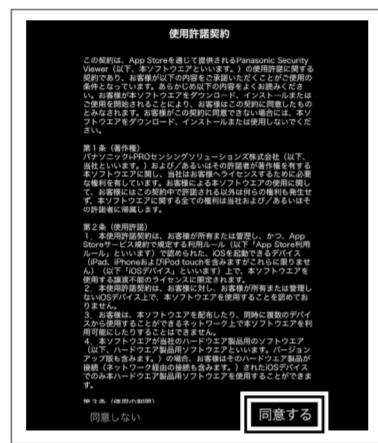 使用許諾契約
この契約は、App Storeを通じて提供されるPanasonic Security
Viewer（以下、本ソフトウエアといいます。）の使用許諾に関する
契約であり、お客様が以下の内容をご承諾いただくことがご使用の
条件となっています。あらかじめ以下の内容をよくお読みくださ
い。お客様が本ソフトウエアをダウンロード、インストールまたは
ご使用を開始されることにより、お客様はこの契約に同意したもの
とみなされます。お客様がこの契約に同意できない場合には、本ソ
フトウエアをダウンロード、インストールまたは使用しないでくだ
さい。
第１条（著作権）
パナソニックi-PROセンシングソリューションズ株式会社（以下、
当社といいます。）および／あるいはその許諾者が著作権を有する
本ソフトウエアに関し、当社はお客様へライセンスするために必要
な権利を有しています。お客様による本ソフトウエアの使用に関し
て、お客様にはこの契約中で許諾される以外は何らの権利も発生せ
ず、本ソフトウエアに関する全ての権利は当社および／あるいはそ
の許諾者に帰属します。
第２条（使用許諾）
１．本使用許諾契約は、お客様が所有または管理し、かつ、App
Storeサービス規約で規定する利用ルール（以下「App Store利用
ルール」といいます）で認められた、iOSを起動できるデバイス
（iPad、iPhoneおよびiPod touchを含みますがこれらに限りませ
ん）（以下「iOSデバイス」といいます）上で、本ソフトウエアを
使用する譲渡不能のライセンスに限定されます。
２．本使用許諾契約は、お客様に対し、お客様が所有または管理し
ないiOSデバイス上で、本ソフトウエアを使用することを認めてお
りません。
３．お客様は、本ソフトウエアを配布したり、同時に複数のデバイ
スから使用することができるネットワーク上で本ソフトウエアを利
用可能にしたりすることはできません。
４．本ソフトウエアが当社のハードウエア製品用のソフトウエア
（以下、ハードウエア製品用ソフトウエアといいます。バージョン
アップ版も含みます。）の場合、お客様はそのハードウエア製品が
接続（ネットワーク経由の接続も含みます。）されたiOSデバイス
でのみ本ハードウエア製品用ソフトウエアを使用することができま
す。
第３条（使用の制限）
同意しない
同意する